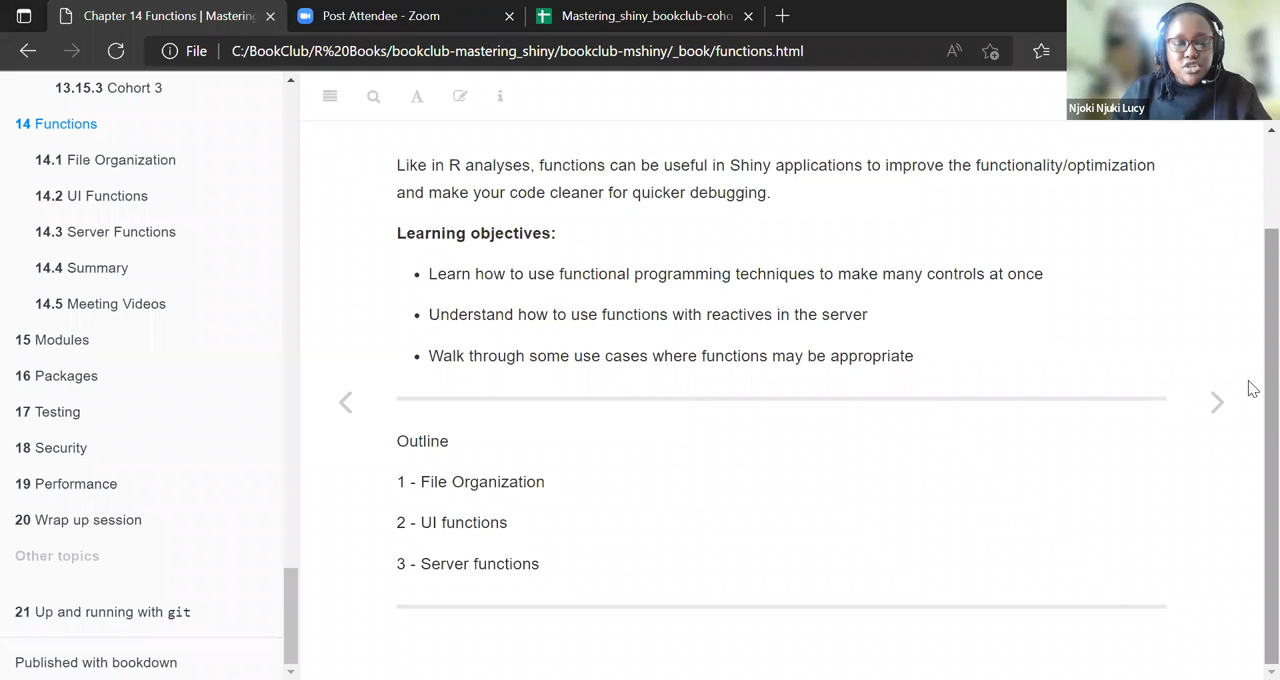 Chapter 14 Functions | Mastering
Post Attendee - Zoom
Mastering_shiny_bookclub-coho
File
C:/BookClub/R%20Books/bookclub-mastering_shiny/bookclub-mshiny/_book/functions.html
Njoki Njuki Lucy
13.15.3 Cohort 3
14 Functions
14.1 File Organization
14.2 UI Functions
14.3 Server Functions
14.4 Summary
14.5 Meeting Videos
15 Modules
16 Packages
17 Testing
18 Security
19 Performance
20 Wrap up session
Other topics
21 Up and running with git
Published with bookdown
Like in R analyses, functions can be useful in Shiny applications to improve the functionality/optimization
and make your code cleaner for quicker debugging.
Learning objectives:
• Learn how to use functional programming techniques to make many controls at once
• Understand how to use functions with reactives in the server
• Walk through some use cases where functions may be appropriate
Outline
1 - File Organization
2 - UI functions
3 - Server functions